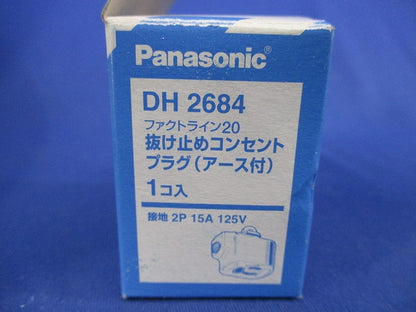 Panasonic
DH 2684
ファクトライン20
抜け止めコンセント
プラグ(アース付)
1コ入
接地 2P 15A 125V